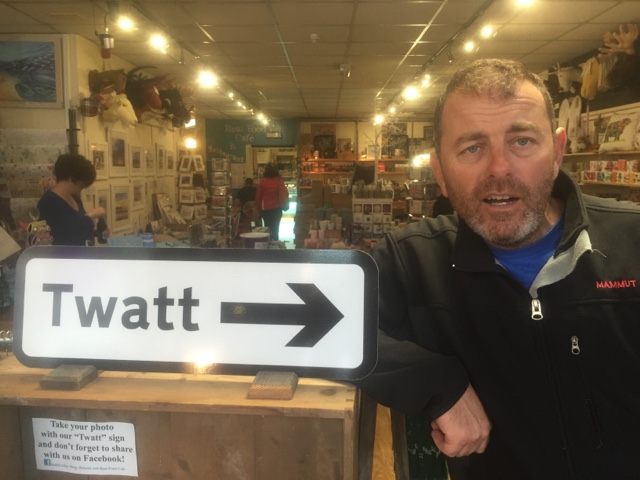 Twatt
MAMMUT
Take your photo
with our "Twatt" sign
and don't forget to share
with us on Facebook!